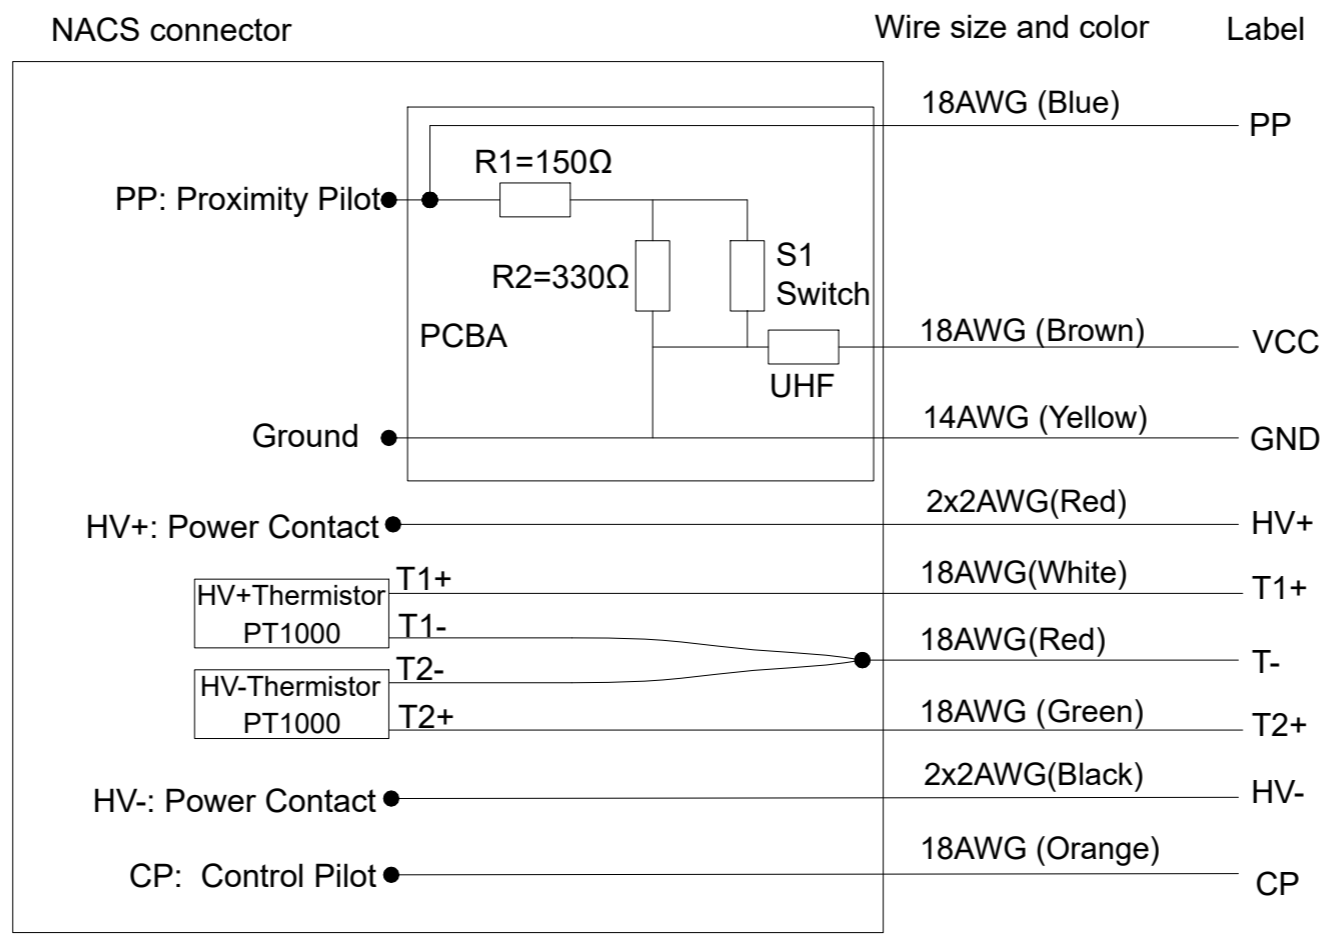 NACS connector
Wire size and color
Label
18AWG (Blue)
PP
R1=150Ω
PP: Proximity Pilot
R2=330Ω
S1
Switch
PCBA
18AWG (Brown)
VCC
UHF
Ground
14AWG (Yellow)
GND
HV+: Power Contact
2x2AWG(Red)
HV+
HV+Thermistor
PT1000
T1+
18AWG(White)
T1+
T1-
18AWG(Red)
T-
HV-Thermistor
PT1000
T2-
T2+
18AWG (Green)
T2+
HV-: Power Contact
2x2AWG(Black)
HV-
CP:  Control Pilot
18AWG (Orange)
CP